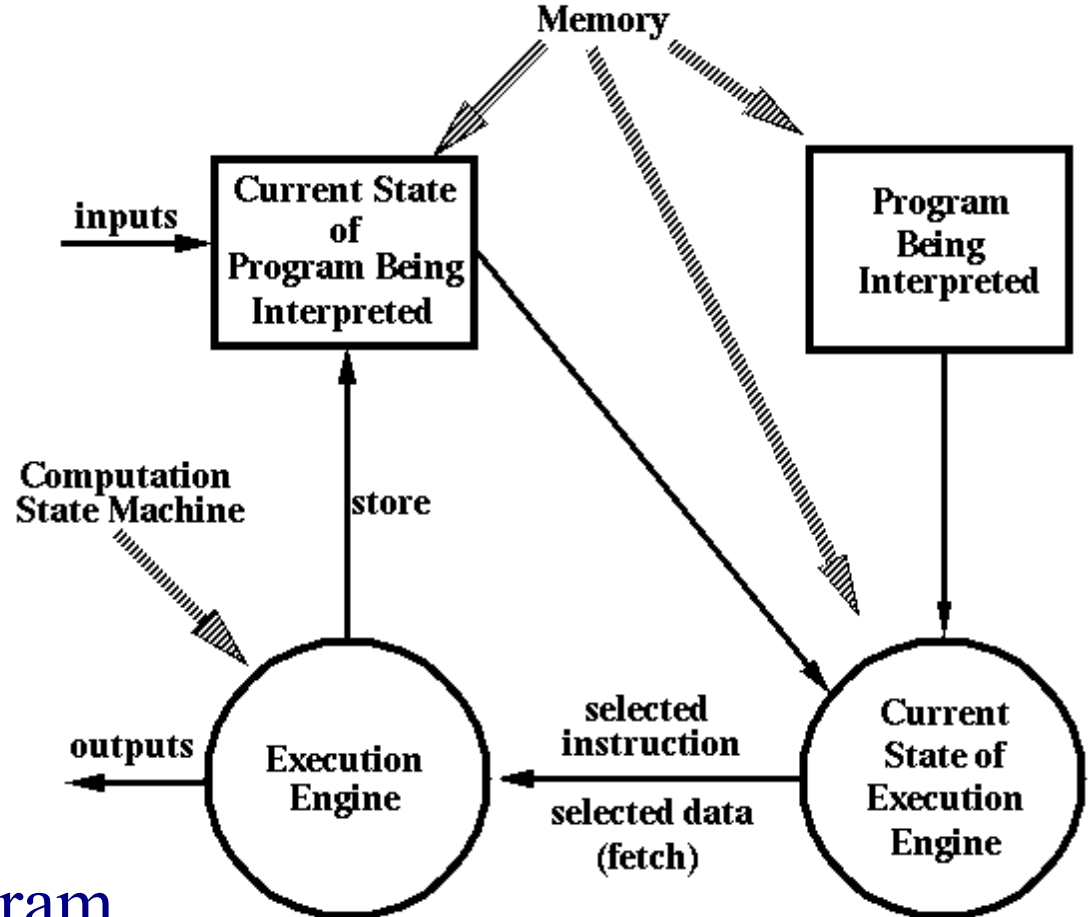 Memory
inputs
Current State
of
Program Being
Interpreted
Program
Being
Interpreted
Computation
State Machine
store
selected
instruction
selected data
(fetch)
outputs
Execution
Engine
Current
State of
Execution
Engine
ram